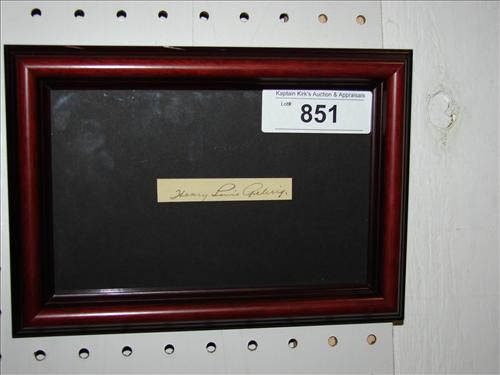 Kaptain Kirk's Auction & Appraisals
Lot#
851
Henry Louis Gehrig.